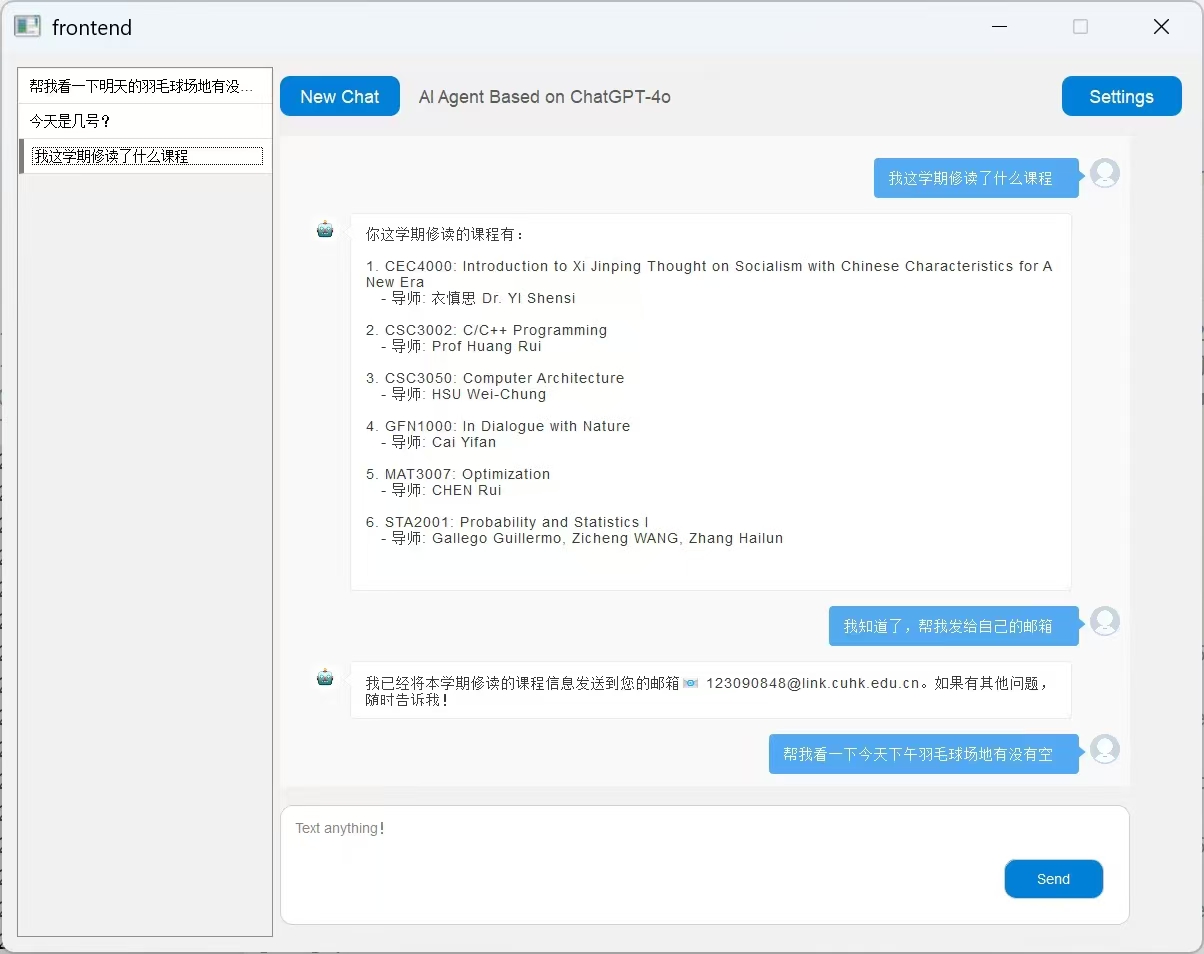 frontend
帮我看一下明天的羽毛球场地有没...
今天是几号？
我这学期修读了什么课程
New Chat
AI Agent Based on ChatGPT-4o
Settings
我这学期修读了什么课程
你这学期修读的课程有：
1. CEC4000: Introduction to Xi Jinping Thought on Socialism with Chinese Characteristics for A
New Era
- 导师: 衣慎思 Dr. YI Shensi
2. CSC3002: C/C++ Programming
- 导师: Prof Huang Rui
3. CSC3050: Computer Architecture
- 导师: HSU Wei-Chung
4. GFN1000: In Dialogue with Nature
- 导师: Cai Yifan
5. MAT3007: Optimization
- 导师: CHEN Rui
6. STA2001: Probability and Statistics I
- 导师: Gallego Guillermo, Zicheng WANG, Zhang Hailun
我知道了，帮我发给自己的邮箱
我已经将本学期修读的课程信息发送到您的邮箱📧 123090848@link.cuhk.edu.cn。如果有其他问题，
随时告诉我！
帮我看一下今天下午羽毛球场地有没有空
Text anything！
Send